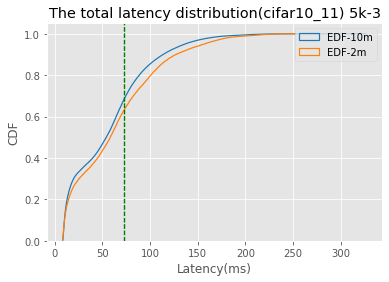 The total latency distribution(cifar10_11) 5k-3
1.0
0.8
0.6
0.4
0.2
0.0
CDF
EDF-10m
EDF-2m
0 50 100 150 200 250 300
Latency(ms)